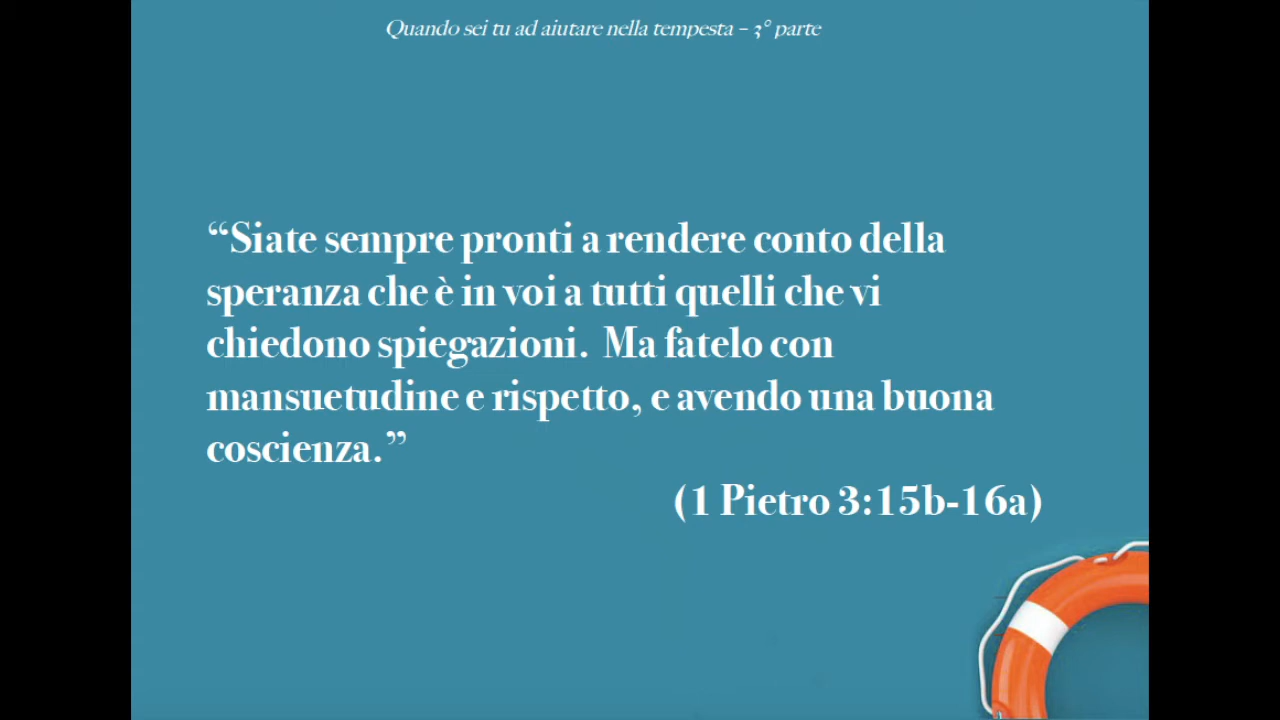 Quando sei tu ad aiutare nella tempesta – 3° parte
“Siate sempre pronti a rendere conto della
speranza che è in voi a tutti quelli che vi
chiedono spiegazioni. Ma fatelo con
mansuetudine e rispetto, e avendo una buona
coscienza.”
(1 Pietro 3:15b-16a)